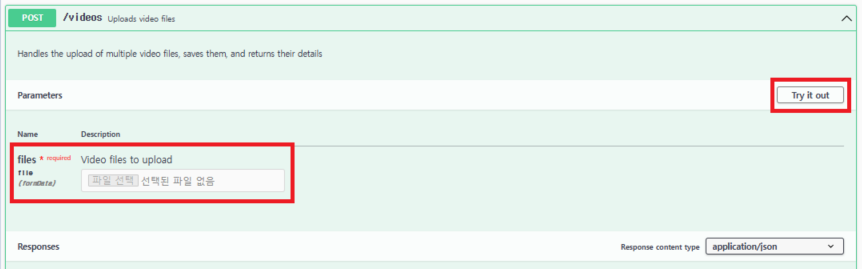 POST /videos Uploads video files
Handles the upload of multiple video files, saves them, and returns their details
Parameters Try it out
Name Description
files * required Video files to upload
file 파일 선택 선택된 파일 없음
(formData)
Responses Response content type application/json